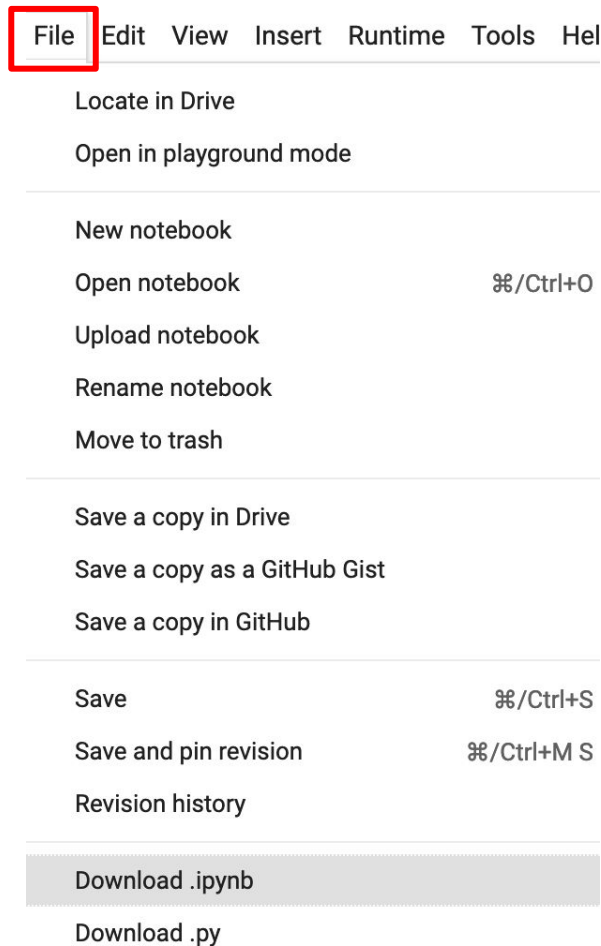 File Edit View Insert Runtime Tools Hel
Locate in Drive
Open in playground mode
New notebook
Open notebook ⌘/Ctrl+O
Upload notebook
Rename notebook
Move to trash
Save a copy in Drive
Save a copy as a GitHub Gist
Save a copy in GitHub
Save ⌘/Ctrl+S
Save and pin revision ⌘/Ctrl+M S
Revision history
Download .ipynb
Download .py